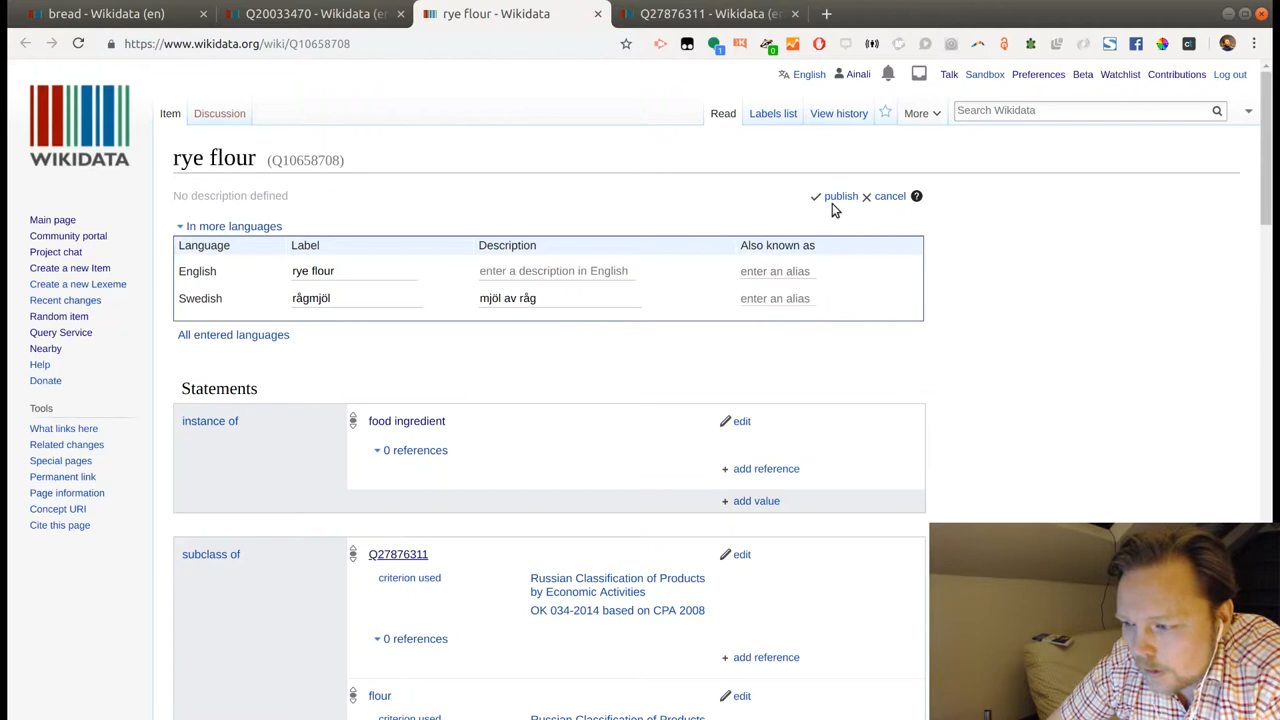 bread - Wikidata (en)
Q20033470 - Wikidata (en
rye flour - Wikidata
Q27876311 - Wikidata (en
https://www.wikidata.org/wiki/Q10658708
English
Ainali
Talk
Sandbox
Preferences
Beta
Watchlist
Contributions
Log out
Item
Discussion
Read
Labels list
View history
More
Search Wikidata
WIKIDATA
Main page
Community portal
Project chat
Create a new Item
Create a new Lexeme
Recent changes
Random item
Query Service
Nearby
Help
Donate
Tools
What links here
Related changes
Special pages
Permanent link
Page information
Concept URI
Cite this page
rye flour (Q10658708)
No description defined
publish
cancel
In more languages
Language Label Description Also known as
English rye flour enter a description in English enter an alias
Swedish rågmjöl mjöl av råg enter an alias
All entered languages
Statements
instance of
food ingredient
edit
0 references
+ add reference
+ add value
subclass of
Q27876311
edit
criterion used
Russian Classification of Products
by Economic Activities
OK 034-2014 based on CPA 2008
0 references
+ add reference
flour
edit